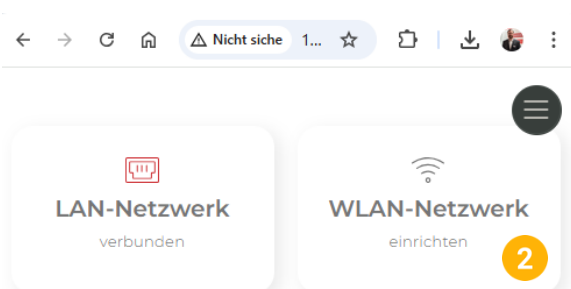 Nicht siche 1...
LAN-Netzwerk
verbunden
WLAN-Netzwerk
einrichten
2